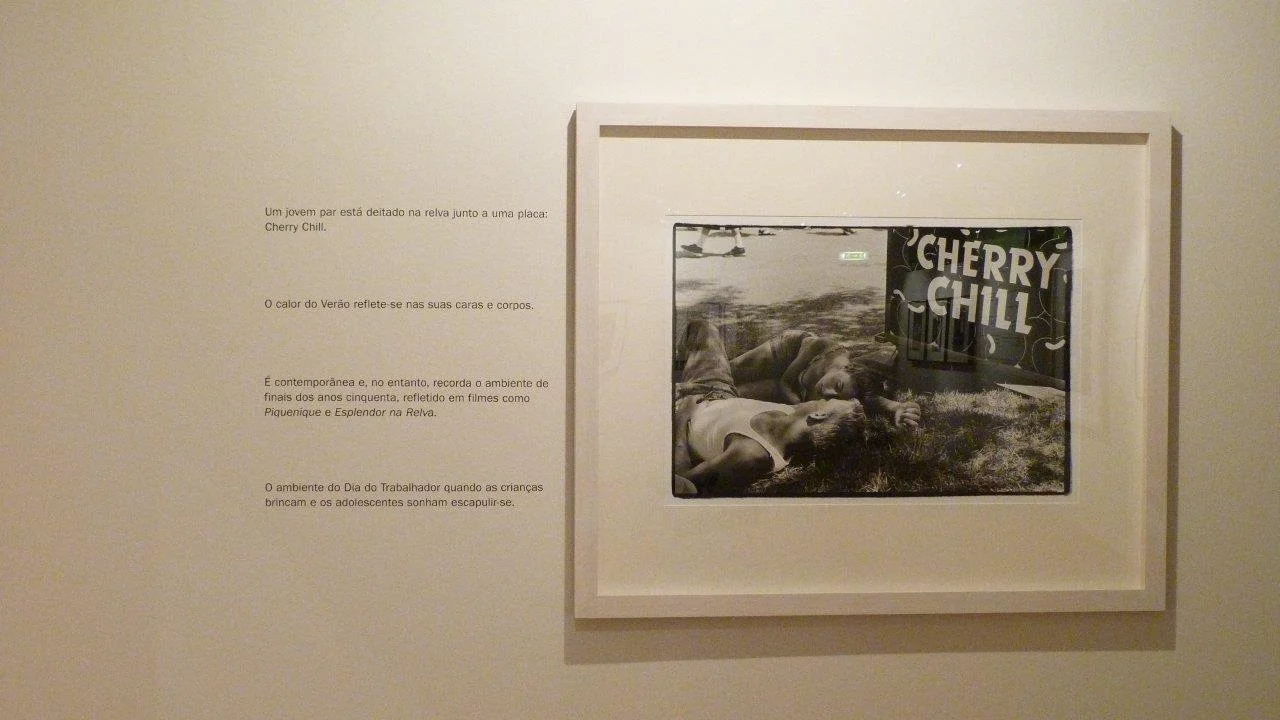 Um jovem par está deitado na relva junto a uma placa:
Cherry Chill.
O calor do Verão reflete-se nas suas caras e corpos.
É contemporânea e, no entanto, recorda o ambiente de
finais dos anos cinquenta, refletido em filmes como
Piquenique e Esplendor na Relva.
O ambiente do Dia do Trabalhador quando as crianças
brincam e os adolescentes sonham escapulir-se.
CHERRY
CHILL